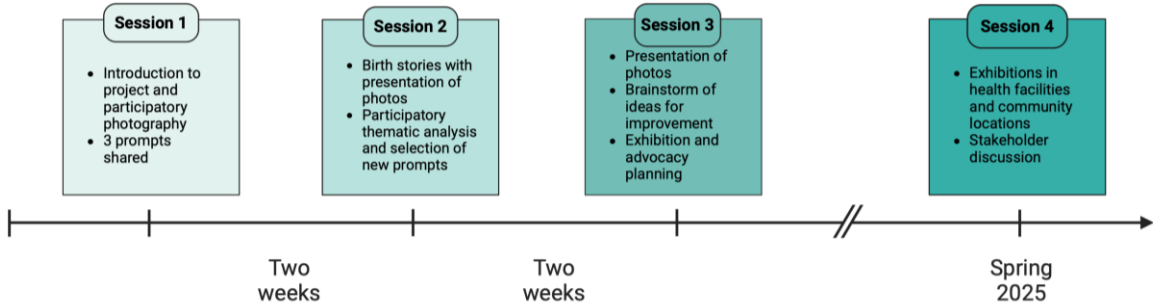 Session 1
• Introduction to
project and
participatory
photography
• 3 prompts
shared
Session 2
• Birth stories with
presentation of
photos
• Participatory
thematic analysis
and selection of
new prompts
Session 3
• Presentation of
photos
• Brainstorm of
ideas for
improvement
• Exhibition and
advocacy
planning
Session 4
• Exhibitions in
health facilities
and community
locations
• Stakeholder
discussion
Two
weeks
Two
weeks
Spring
2025